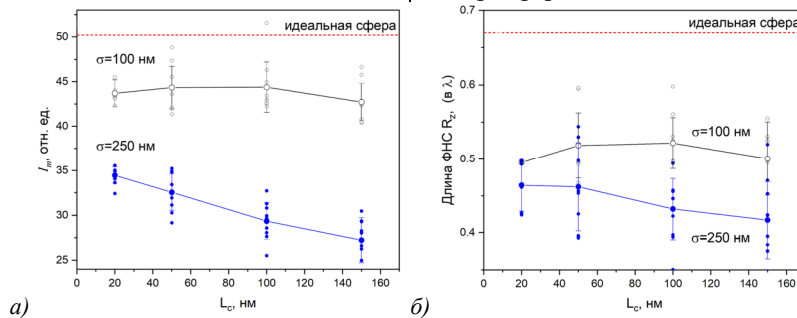 идеальная сфера
σ=100 нм
σ=250 нм
I_m, отн. ед.
50
45
40
35
30
25
0 20 40 60 80 100 120 140 160
L_c, нм
а)
идеальная сфера
σ=100 нм
σ=250 нм
Длина ФНС R_z, (в λ)
0.7
0.6
0.5
0.4
0 20 40 60 80 100 120 140 160
L_c, нм
б)